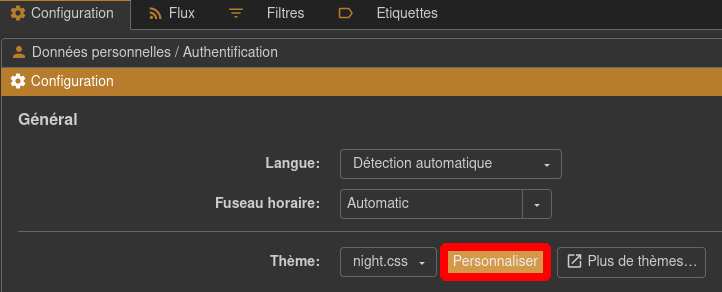 Configuration Flux Filtres Etiquettes
Données personnelles / Authentification
Configuration
Général
Langue: Détection automatique
Fuseau horaire: Automatic
Thème: night.css Personnaliser Plus de thèmes...